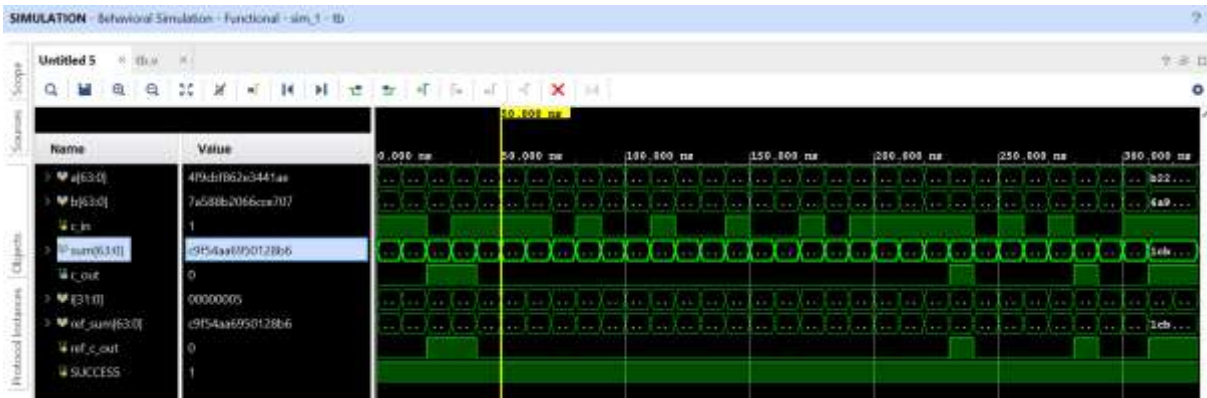 SIMULATION - Behavioral Simulation - Functional - sim_1 - tb
?
Untitled 5
tb.v
Scope
Sources
Objects
Protocol Instances
50.000 ns
Name Value
0.000 ns 50.000 ns 100.000 ns 150.000 ns 200.000 ns 250.000 ns 300.000 ns
a[63:0]
b22...
b[63:0]
c_in 1
sum[63:0] c9f54aa6950128b6
c_out 0
i[31:0] 00000005
ref_sum[63:0] c9f54aa6950128b6
ref_c_out 0
SUCCESS 1